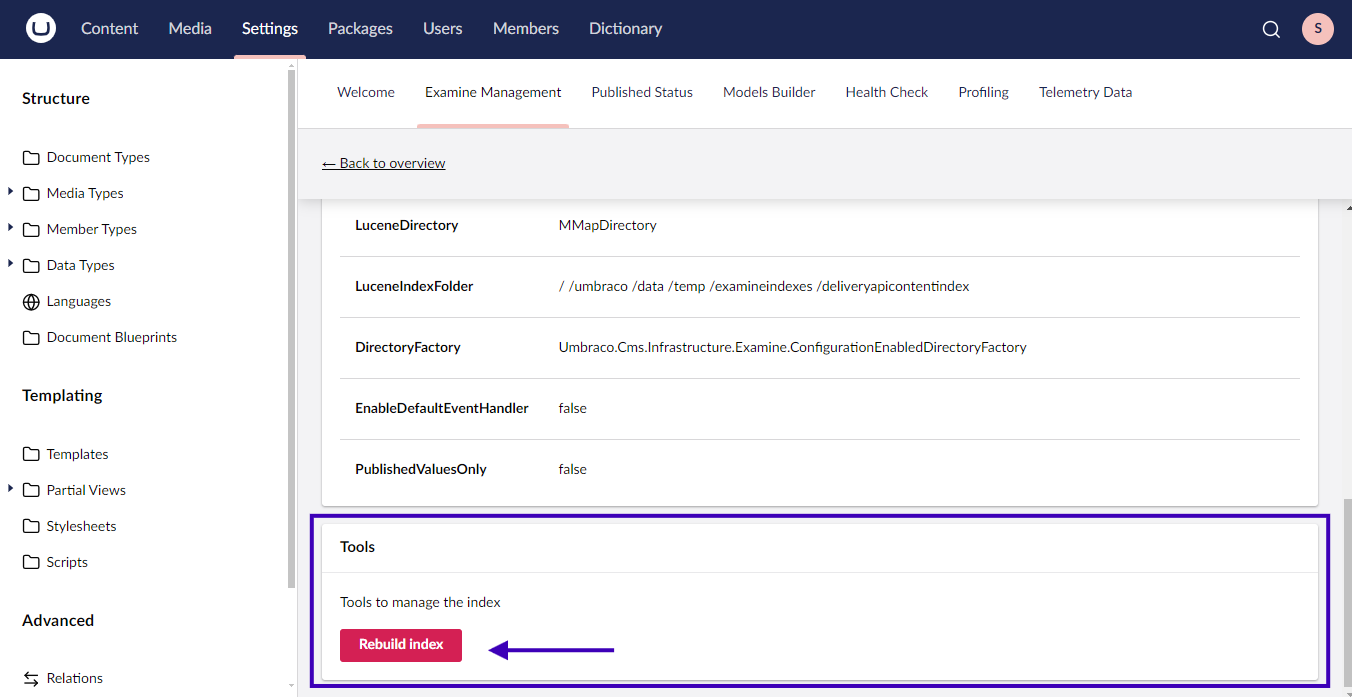 Content Media Settings Packages Users Members Dictionary S
Structure
Document Types
Media Types
Member Types
Data Types
Languages
Document Blueprints
Templating
Templates
Partial Views
Stylesheets
Scripts
Advanced
Relations
Welcome Examine Management Published Status Models Builder Health Check Profiling Telemetry Data
← Back to overview
LuceneDirectory MMapDirectory
LuceneIndexFolder / /umbraco /data /temp /examineindexes /deliveryapicontentindex
DirectoryFactory Umbraco.Cms.Infrastructure.Examine.ConfigurationEnabledDirectoryFactory
EnableDefaultEventHandler false
PublishedValuesOnly false
Tools
Tools to manage the index
Rebuild index